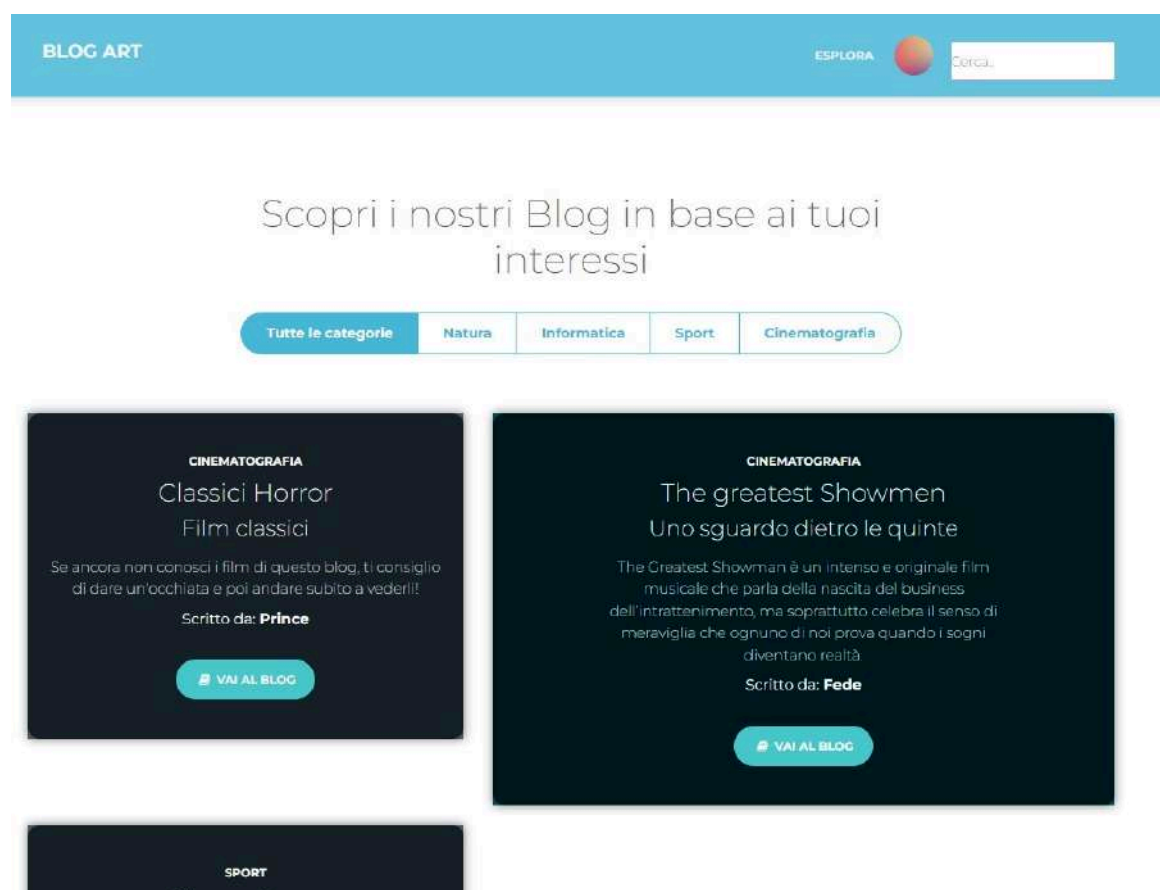 BLOG ART
ESPLORA
Cerca..
Scopri i nostri Blog in base ai tuoi
interessi
Tutte le categorie
Natura
Informatica
Sport
Cinematografia
CINEMATOGRAFIA
Classici Horror
Film classici
Se ancora non conosci i film di questo blog, ti consiglio
di dare un'occhiata e poi andare subito a vederli!
Scritto da: Prince
VAI AL BLOG
CINEMATOGRAFIA
The greatest Showmen
Uno sguardo dietro le quinte
The Greatest Showman è un intenso e originale film
musicale che parla della nascita del business
dell'intrattenimento, ma soprattutto celebra il senso di
meraviglia che ognuno di noi prova quando i sogni
diventano realtà
Scritto da: Fede
VAI AL BLOG
SPORT